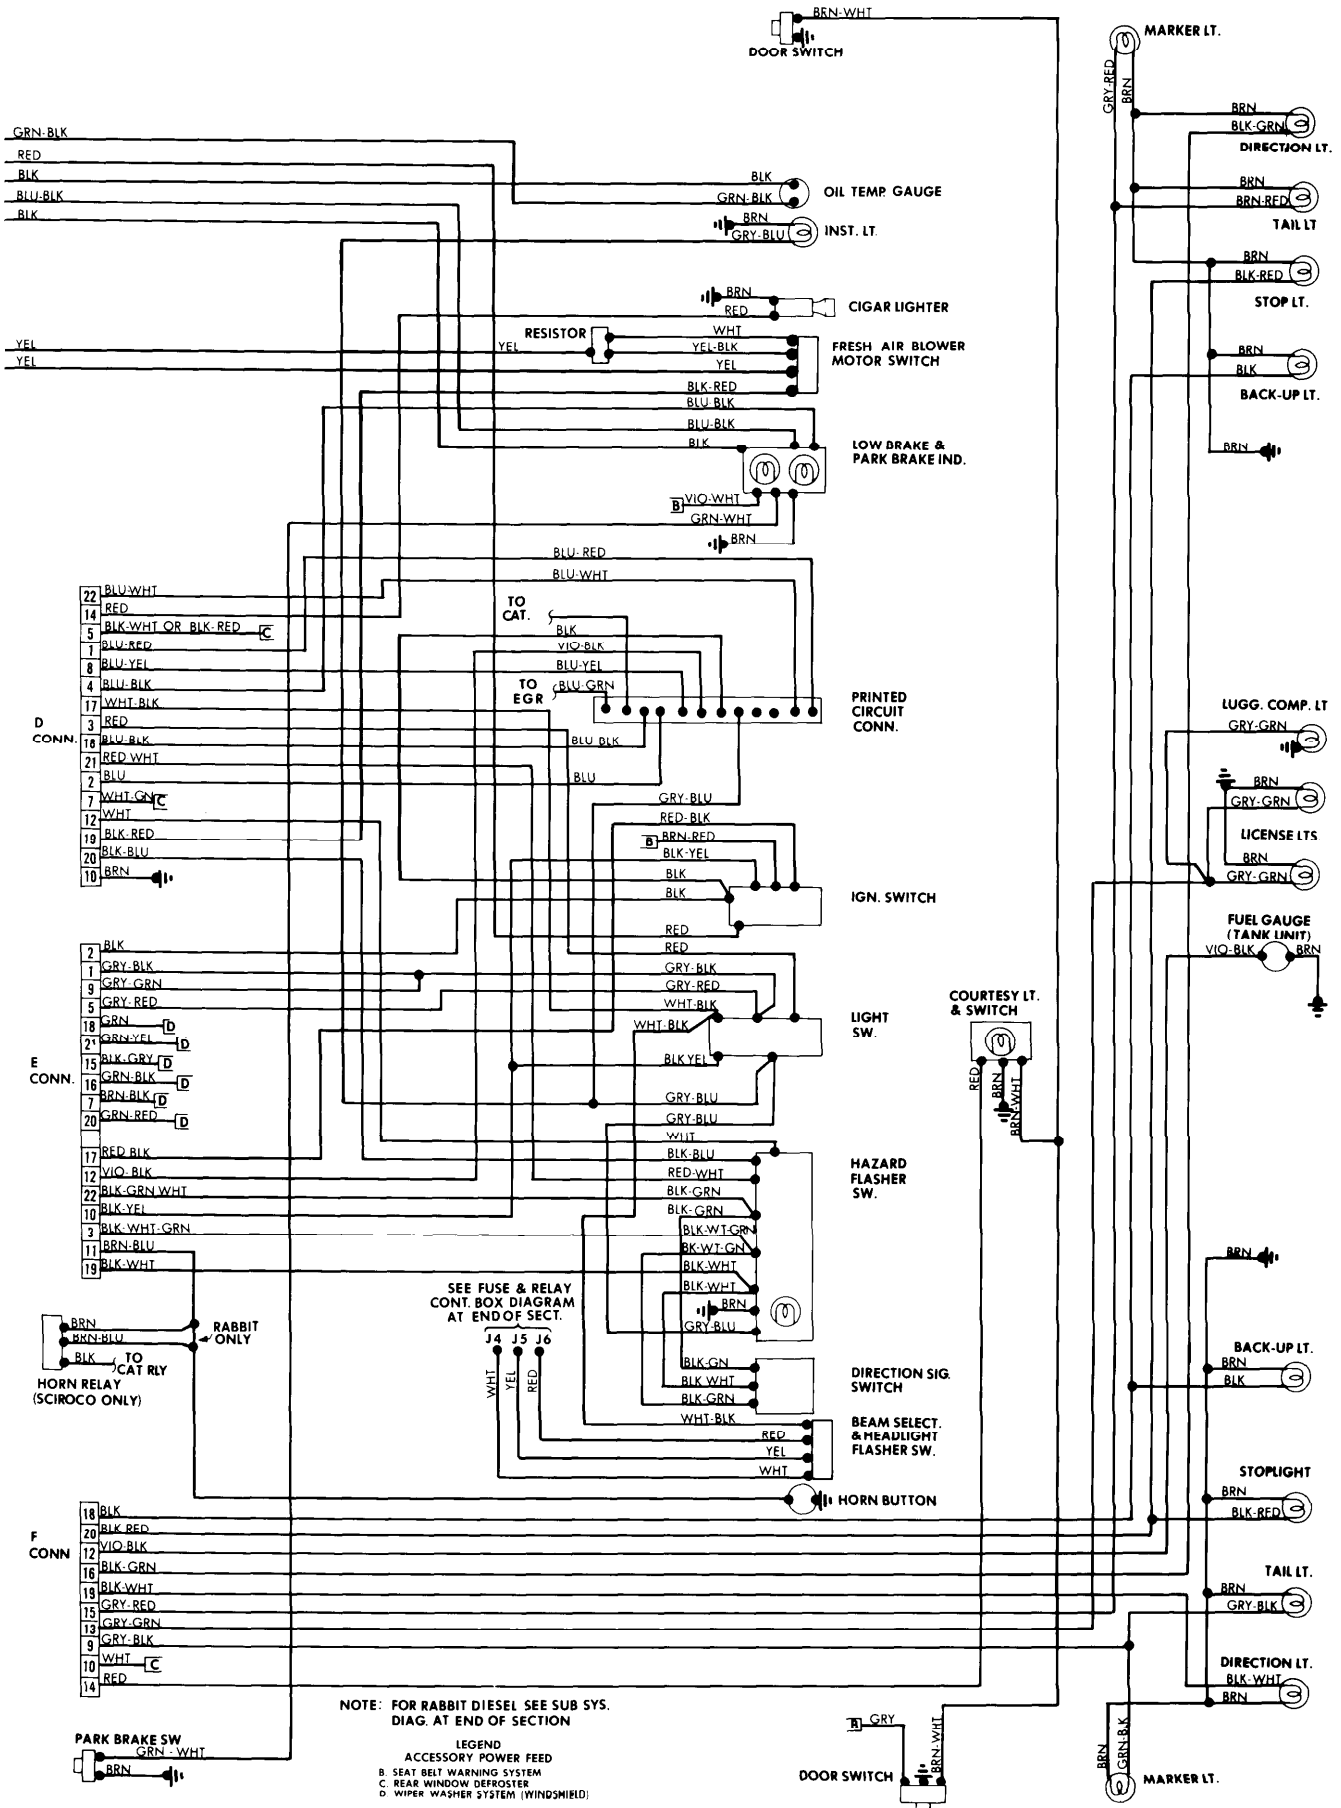 BRN-WHT
DOOR SWITCH
MARKER LT.
GRY-RED
BRN
BRN
BLK-GRN
DIRECTION LT.
GRN-BLK
RED
BLK
BLU-BLK
BLK
BLK
GRN-BLK
OIL TEMP. GAUGE
BRN
GRY-BLU
INST. LT.
BRN
BRN-RED
TAIL LT
BRN
BLK-RED
STOP LT.
BRN
RED
CIGAR LIGHTER
RESISTOR
YEL
YEL
YEL
WHT
YEL-BLK
YEL
BLK-RED
FRESH AIR BLOWER
MOTOR SWITCH
BRN
BLK
BACK-UP LT.
BLU-BLK
BLU-BLK
BLK
LOW BRAKE &
PARK BRAKE IND.
BRN
B VIO-WHT
GRN-WHT
BRN
BLU-RED
BLU-WHT
TO
CAT.
BLK
VIO-BLK
BLU-YEL
TO
EGR
BLU-GRN
PRINTED
CIRCUIT
CONN.
D
CONN.
22 BLU-WHT
14 RED
5 BLK-WHT OR BLK-RED C
1 BLU-RED
8 BLU-YEL
4 BLU-BLK
17 WHT-BLK
3 RED
18 BLU-BLK
21 RED WHT
2 BLU
7 WHT-GN C
12 WHT
19 BLK-RED
20 BLK-BLU
10 BRN
BLU BLK
BLU
GRY-BLU
RED-BLK
B BRN-RED
BLK-YEL
BLK
BLK
RED
IGN. SWITCH
LUGG. COMP. LT
GRY-GRN
BRN
GRY-GRN
LICENSE LTS
BRN
GRY-GRN
FUEL GAUGE
(TANK UNIT)
VIO-BLK
BRN
E
CONN.
2 BLK
1 GRY-BLK
9 GRY-GRN
5 GRY-RED
18 GRN D
21 GRN-YEL D
15 BLK-GRY D
16 GRN-BLK D
7 BRN-BLK D
20 GRN-RED D
17 RED BLK
12 VIO-BLK
22 BLK-GRN WHT
10 BLK-YEL
3 BLK-WHT-GRN
11 BRN-BLU
19 BLK-WHT
RED
GRY-BLK
GRY-RED
WHT-BLK
WHT-BLK
BLK YEL
LIGHT
SW.
GRY-BLU
GRY-BLU
COURTESY LT.
& SWITCH
RED
BRN
BRN-WHT
WHT
BLK-BLU
RED-WHT
BLK-GRN
BLK-GRN
BLK-WT-GRN
BK-WT-GN
BLK-WHT
BLK-WHT
BRN
GRY-BLU
HAZARD
FLASHER
SW.
SEE FUSE & RELAY
CONT. BOX DIAGRAM
AT END OF SECT.
J4 J5 J6
WHT
YEL
RED
BRN
BRN-BLU
BLK
TO
CAT RLY
RABBIT
ONLY
HORN RELAY
(SCIROCO ONLY)
BLK-GN
BLK WHT
BLK-GRN
DIRECTION SIG.
SWITCH
WHT-BLK
RED
YEL
WHT
BEAM SELECT.
& HEADLIGHT
FLASHER SW.
HORN BUTTON
BRN
BACK-UP LT.
BRN
BLK
STOPLIGHT
BRN
BLK-RED
TAIL LT.
BRN
GRY-BLK
DIRECTION LT.
BLK-WHT
BRN
F
CONN
18 BLK
20 BLK RED
12 VIO-BLK
16 BLK-GRN
19 BLK-WHT
15 GRY-RED
13 GRY-GRN
9 GRY-BLK
10 WHT C
14 RED
NOTE: FOR RABBIT DIESEL SEE SUB SYS.
DIAG. AT END OF SECTION
LEGEND
ACCESSORY POWER FEED
B. SEAT BELT WARNING SYSTEM
C. REAR WINDOW DEFROSTER
D. WIPER WASHER SYSTEM (WINDSHIELD)
PARK BRAKE SW
GRN - WHT
BRN
GRY
BRN-WHT
DOOR SWITCH
BRN
GRN-BLK
MARKER LT.